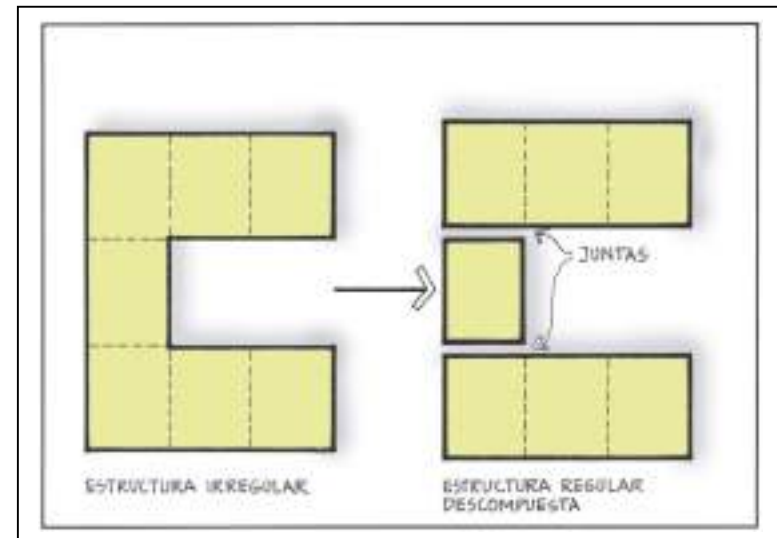 JUNTAS
ESTRUCTURA IRREGULAR
ESTRUCTURA REGULAR
DESCOMPUESTA